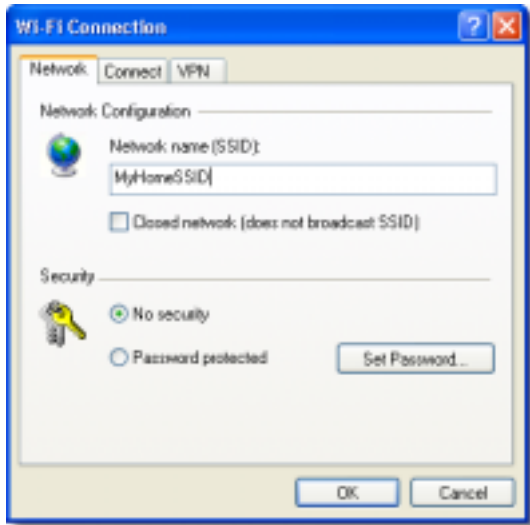 Wi-Fi Connection
Network Connect VPN
Network Configuration
Network name (SSID):
MyHomeSSID
Closed network (does not broadcast SSID)
Security
No security
Password protected
Set Password...
OK Cancel